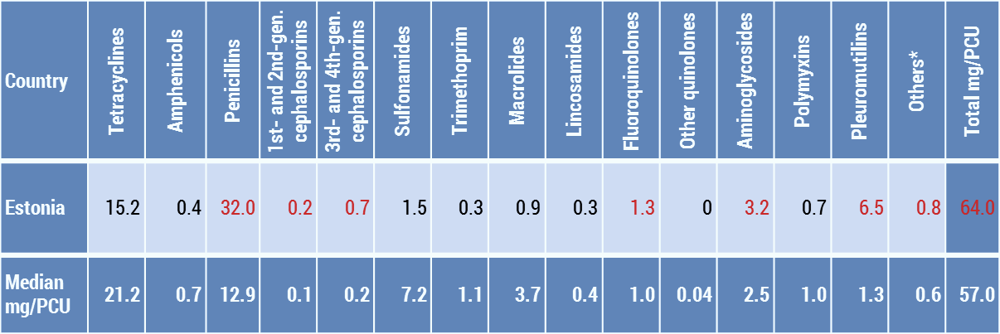 Country
Tetracyclines
Amphenicols
Penicillins
1st- and 2nd-gen.
cephalosporins
3rd- and 4th-gen.
cephalosporins
Sulfonamides
Trimethoprim
Macrolides
Lincosamides
Fluoroquinolones
Other quinolones
Aminoglycosides
Polymyxins
Pleuromutilins
Others*
Total mg/PCU
Estonia 15.2 0.4 32.0 0.2 0.7 1.5 0.3 0.9 0.3 1.3 0 3.2 0.7 6.5 0.8 64.0
Median
mg/PCU 21.2 0.7 12.9 0.1 0.2 7.2 1.1 3.7 0.4 1.0 0.04 2.5 1.0 1.3 0.6 57.0